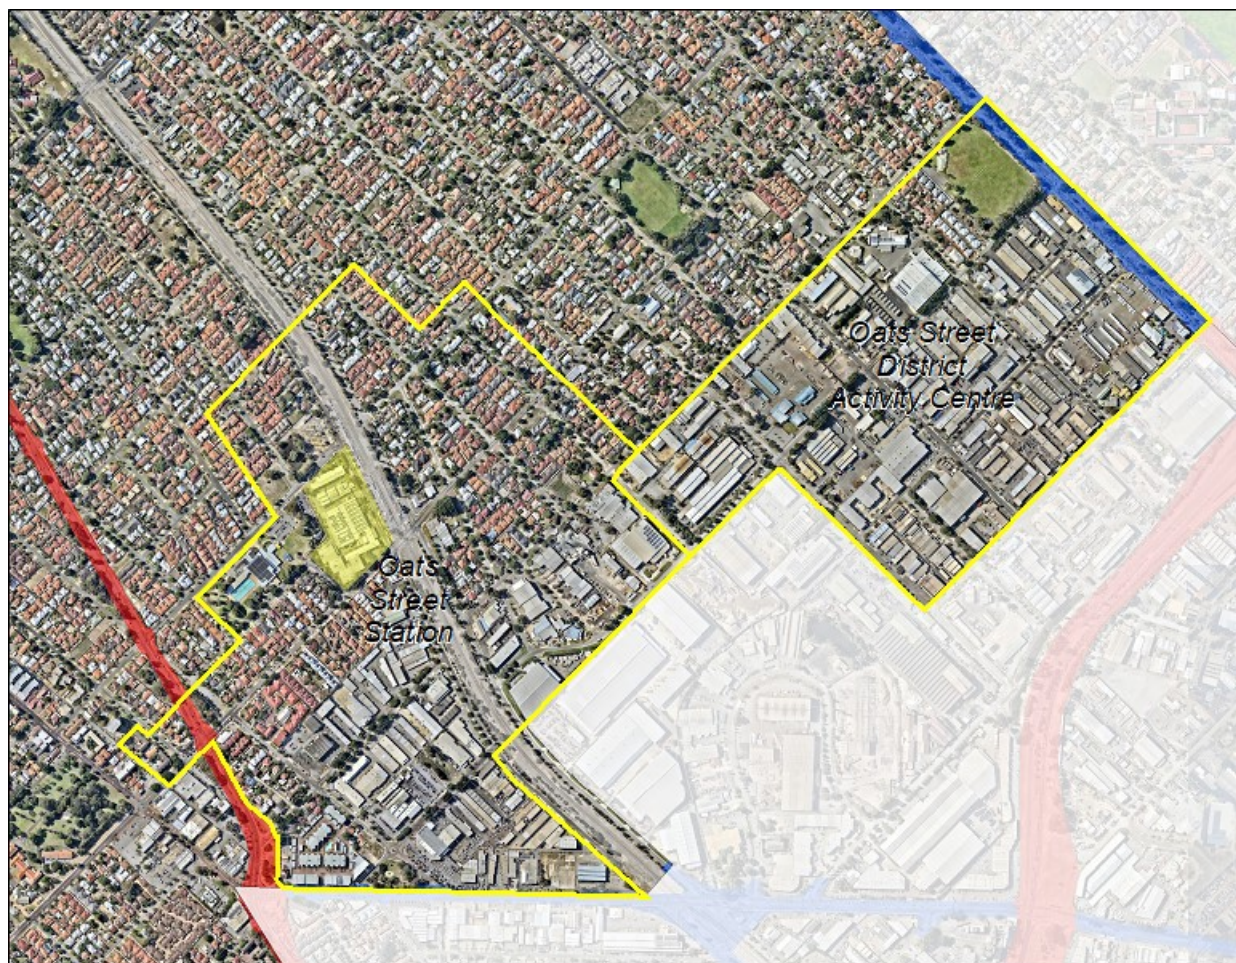 Oats Street
District
Activity Centre
Oats
Street
Station